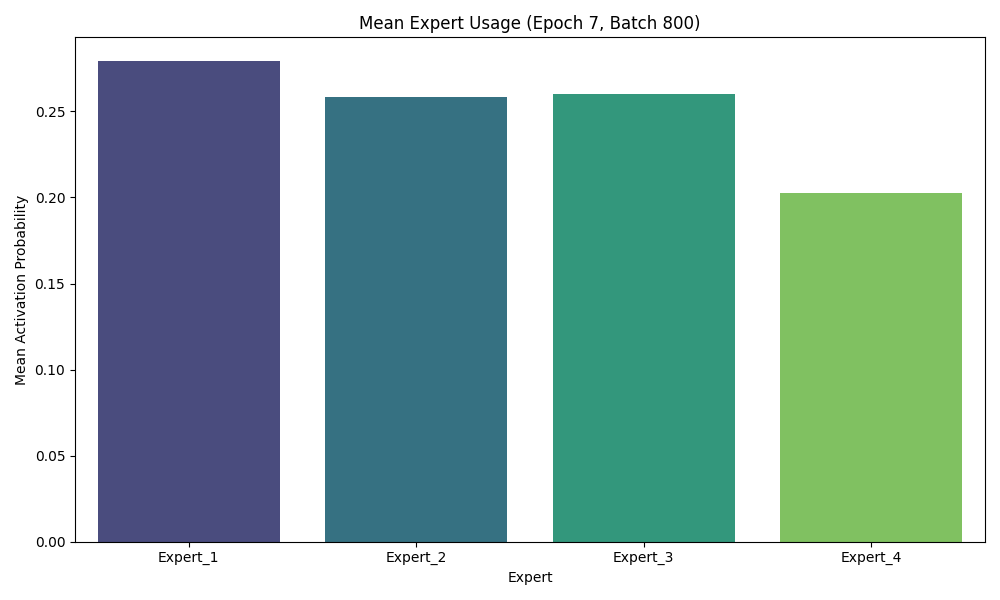 Mean Expert Usage (Epoch 7, Batch 800)
Mean Activation Probability
0.25
0.20
0.15
0.10
0.05
0.00
Expert_1
Expert_2
Expert_3
Expert_4
Expert